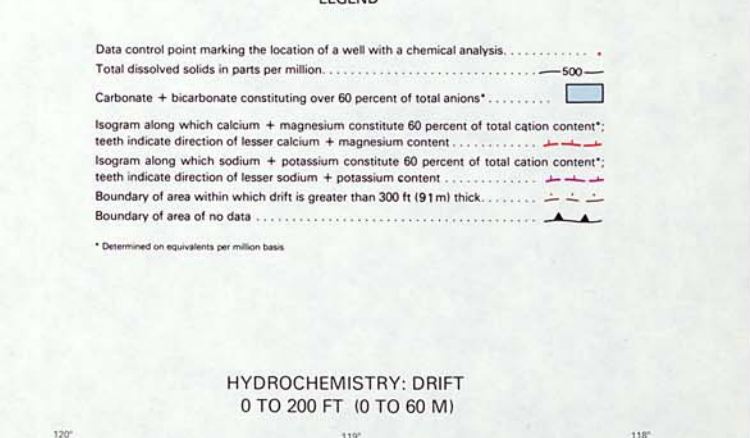 LEGEND
Data control point marking the location of a well with a chemical analysis. . . . . . . . . . . .
Total dissolved solids in parts per million. . . . . . . . . . . . . . . . . . . . . . . . . . . . . . . 500
Carbonate + bicarbonate constituting over 60 percent of total anions* . . . . . . . . .
Isogram along which calcium + magnesium constitute 60 percent of total cation content*;
teeth indicate direction of lesser calcium + magnesium content . . . . . . . . . . . . .
Isogram along which sodium + potassium constitute 60 percent of total cation content*;
teeth indicate direction of lesser sodium + potassium content . . . . . . . . . . . . . . .
Boundary of area within which drift is greater than 300 ft (91m) thick. . . . . . . . .
Boundary of area of no data . . . . . . . . . . . . . . . . . . . . . . . . . . . . . . . . . . . . . . . . .
* Determined on equivalents per million basis
HYDROCHEMISTRY: DRIFT
0 TO 200 FT (0 TO 60 M)
120° 119° 118°